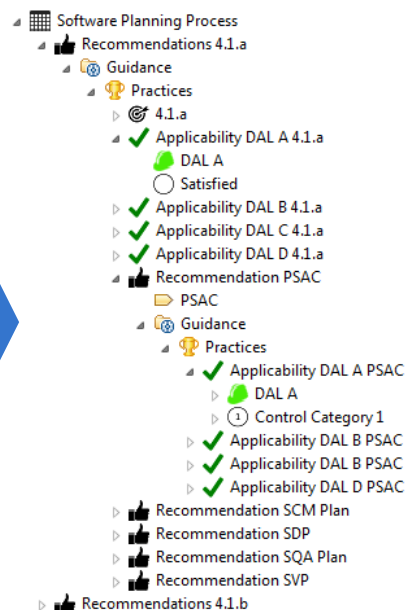 Software Planning Process
Recommendations 4.1.a
Guidance
Practices
4.1.a
Applicability DAL A 4.1.a
DAL A
Satisfied
Applicability DAL B 4.1.a
Applicability DAL C 4.1.a
Applicability DAL D 4.1.a
Recommendation PSAC
PSAC
Guidance
Practices
Applicability DAL A PSAC
DAL A
1 Control Category 1
Applicability DAL B PSAC
Applicability DAL B PSAC
Applicability DAL D PSAC
Recommendation SCM Plan
Recommendation SDP
Recommendation SQA Plan
Recommendation SVP
Recommendations 4.1.b